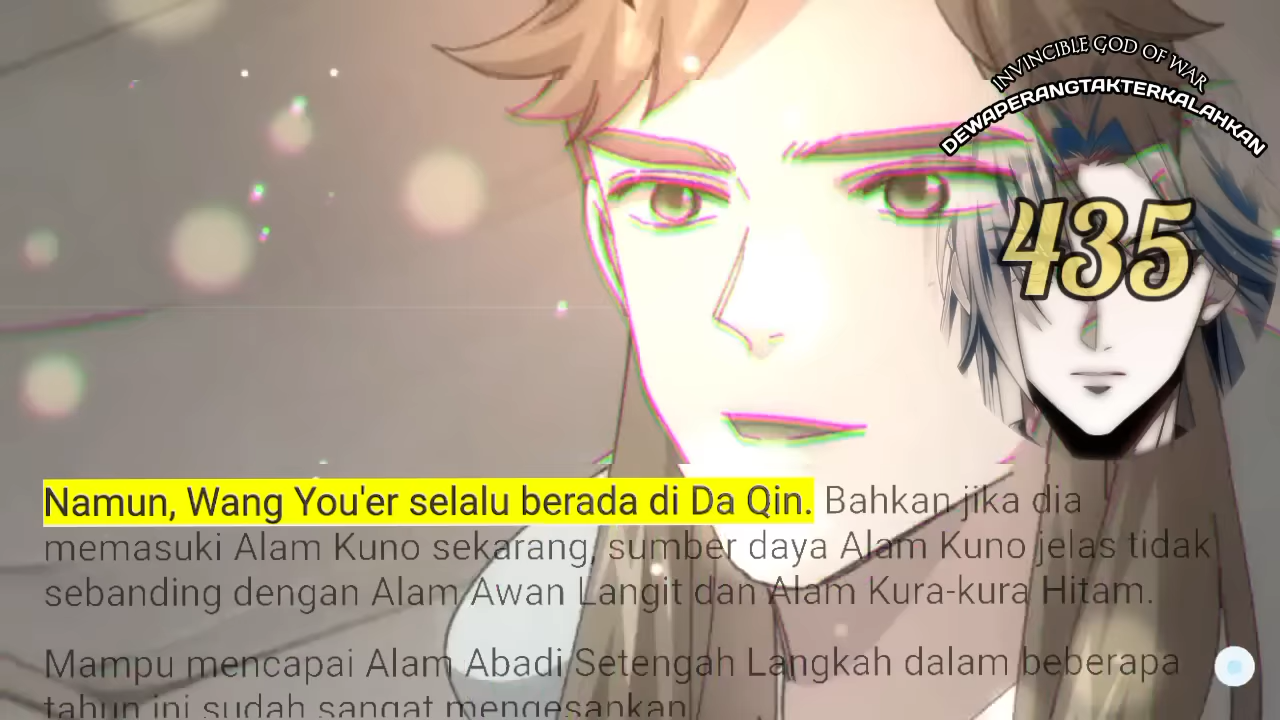 INVINCIBLE GOD OF WAR
DEWAPERANGTAKTERKALAHKAN
435
Namun, Wang You'er selalu berada di Da Qin. Bahkan jika dia
memasuki Alam Kuno sekarang, sumber daya Alam Kuno jelas tidak
sebanding dengan Alam Awan Langit dan Alam Kura-kura Hitam.
Mampu mencapai Alam Abadi Setengah Langkah dalam beberapa
tahun ini sudah sangat mengesankan.